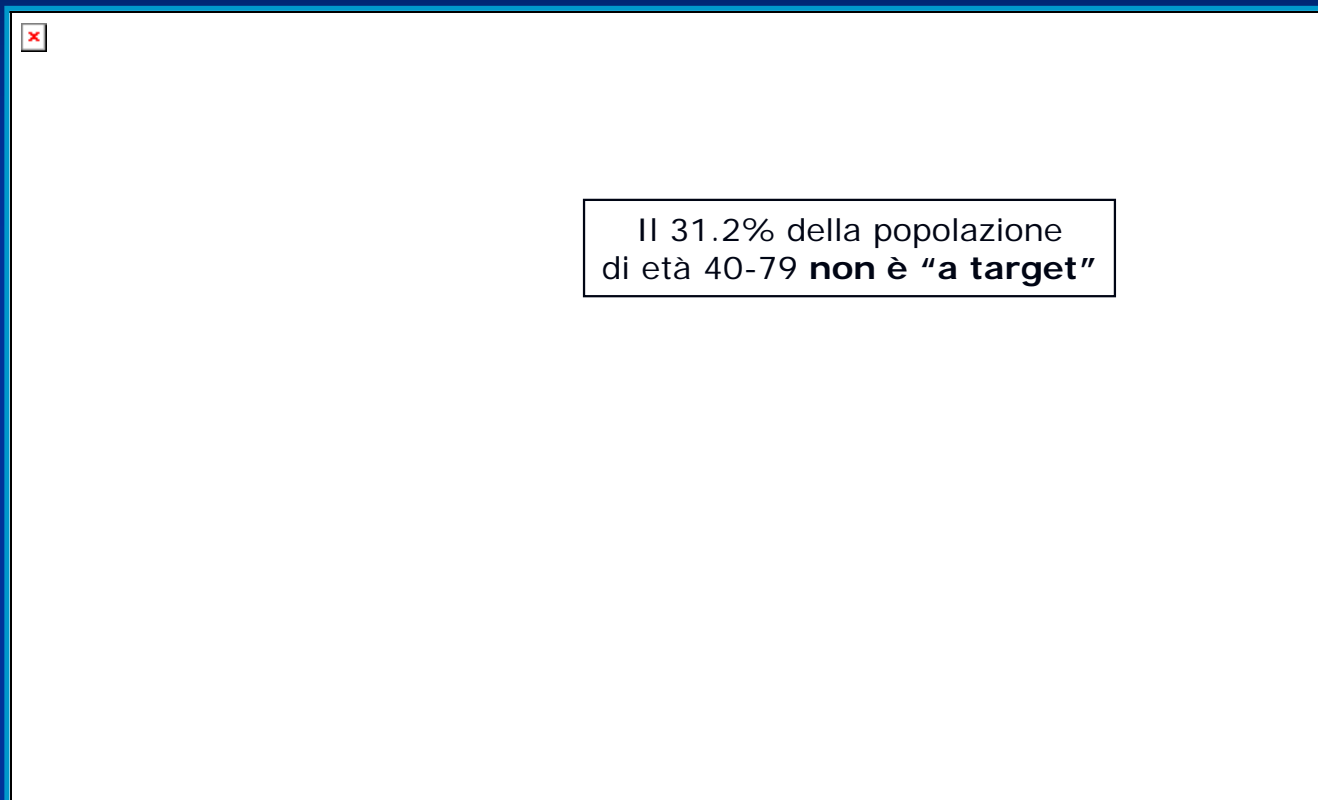 Il 31.2% della popolazione
di età 40-79 non è “a target”